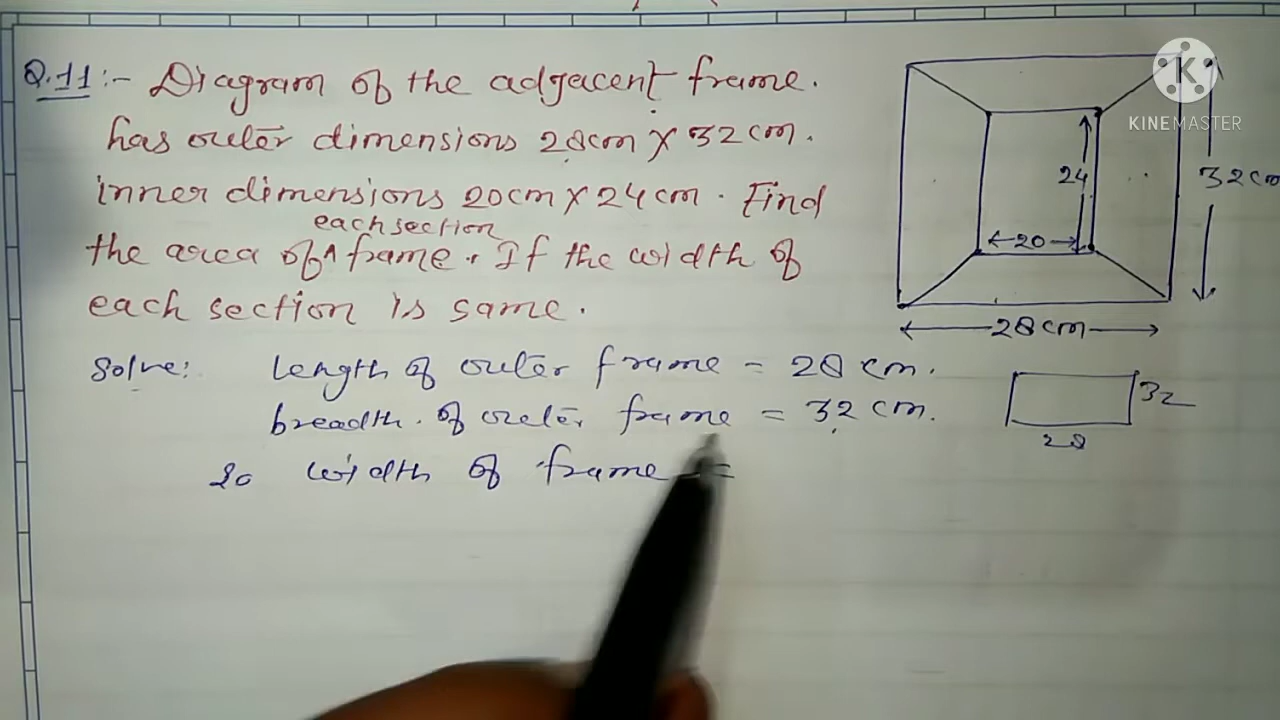 Q.11:- Diagram of the adjacent frame.
has outer dimensions 28cm X 32cm.
inner dimensions 20cm X 24cm. Find
each section
the area of ^ frame. If the width of
each section is same.
Solve: Length of outer frame = 28 cm.
breadth. of outer frame = 32 cm.
So width of frame =
K
KINEMASTER
24
32cm
20
28cm
32
28